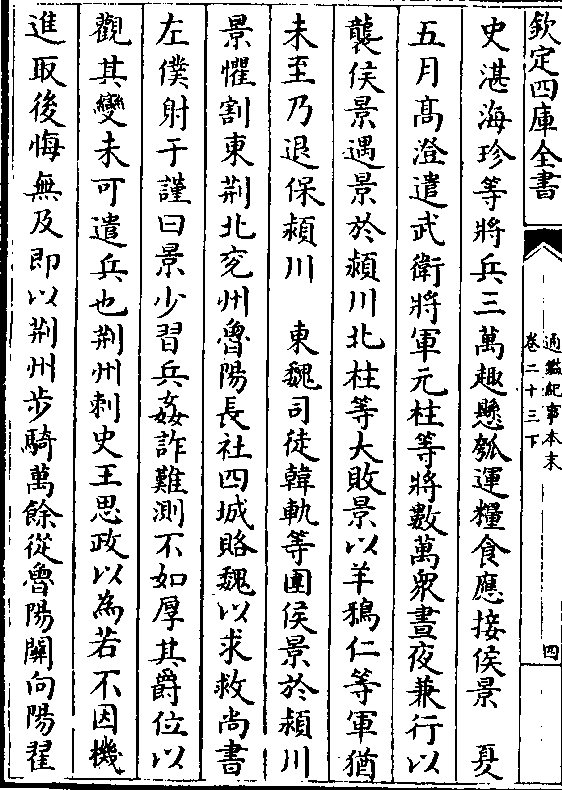 欽定四庫全書
通鑑紀事本末
卷二十三下
四
史湛海珍等將兵三萬趣懸瓠運糧食應接侯景　夏
五月髙澄遣武衛將軍元柱等將數萬衆晝夜兼行以
襲侯景遇景於潁川北柱等大敗景以羊鴉仁等軍猶
未至乃退保潁川　東魏司徒韓軌等圍侯景於潁川
景懼割東荆北兖州魯陽長社四城賂魏以求救尚書
左僕射于謹曰景少習兵姦詐難測不如厚其爵位以
觀其變未可遣兵也荆州刺史王思政以為若不因機
進取後悔無及即以荆州步騎萬餘從魯陽關向陽翟